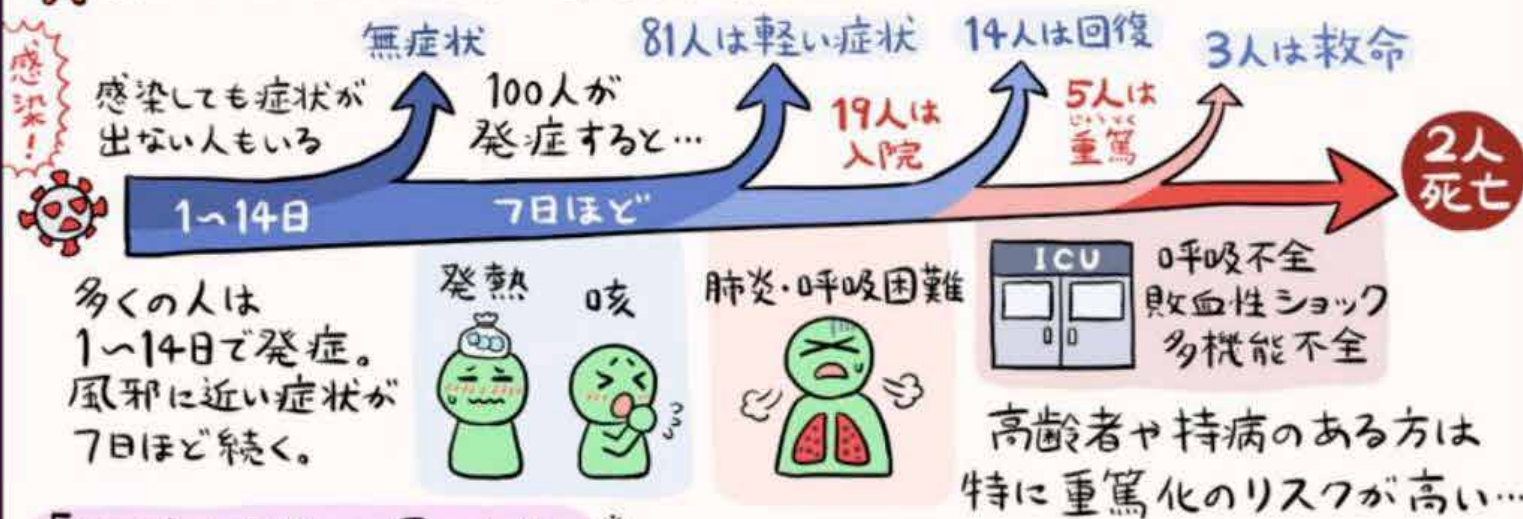 感染！
無症状
81人は軽い症状
14人は回復
3人は救命
感染しても症状が
出ない人もいる
100人が
発症すると…
19人は
入院
5人は
じゅうとく
重篤
2人
死亡
1〜14日
7日ほど
多くの人は
1〜14日で発症。
風邪に近い症状が
7日ほど続く。
発熱
咳
肺炎・呼吸困難
ICU
呼吸不全
敗血性ショック
多機能不全
高齢者や持病のある方は
特に重篤化のリスクが高い…